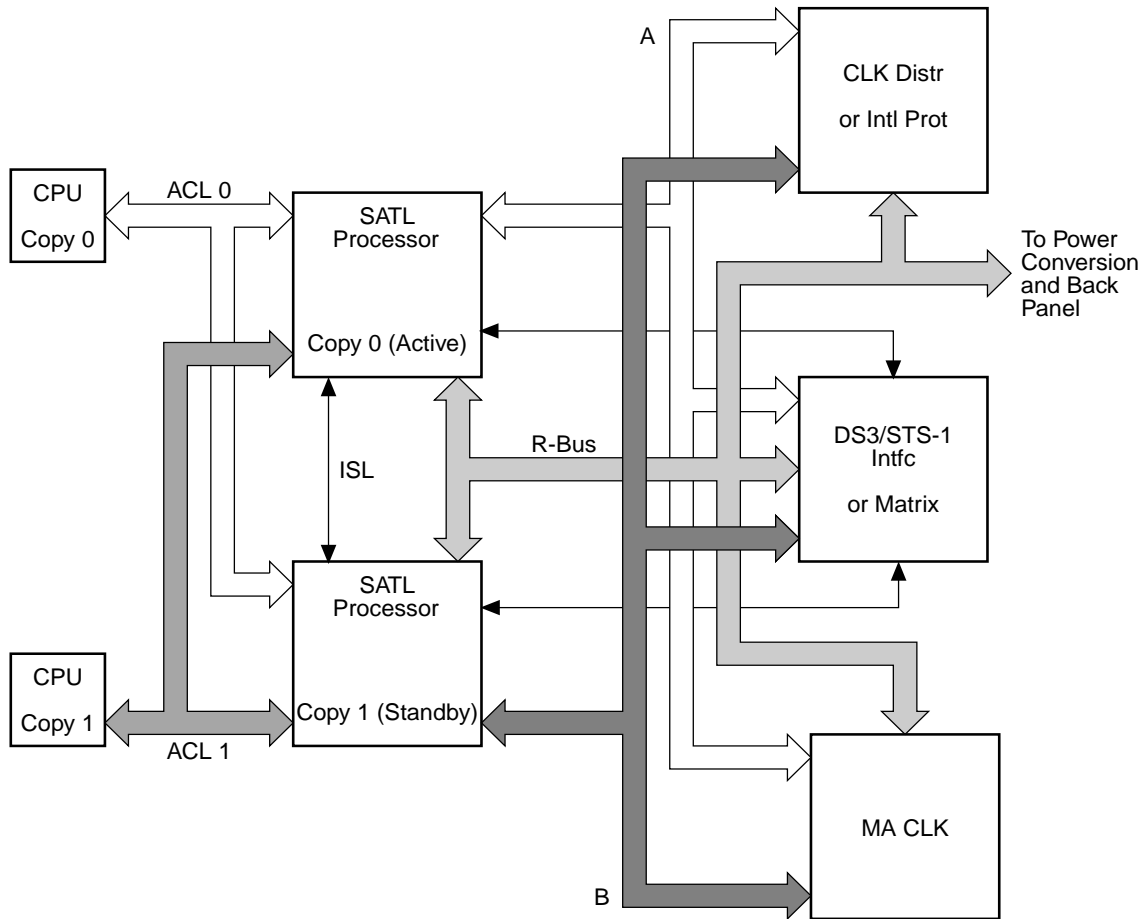 A
CLK Distr
or Intl Prot
CPU
Copy 0
ACL 0
SATL
Processor
Copy 0 (Active)
To Power
Conversion
and Back
Panel
R-Bus
ISL
DS3/STS-1
Intfc
or Matrix
SATL
Processor
Copy 1 (Standby)
CPU
Copy 1
ACL 1
MA CLK
B